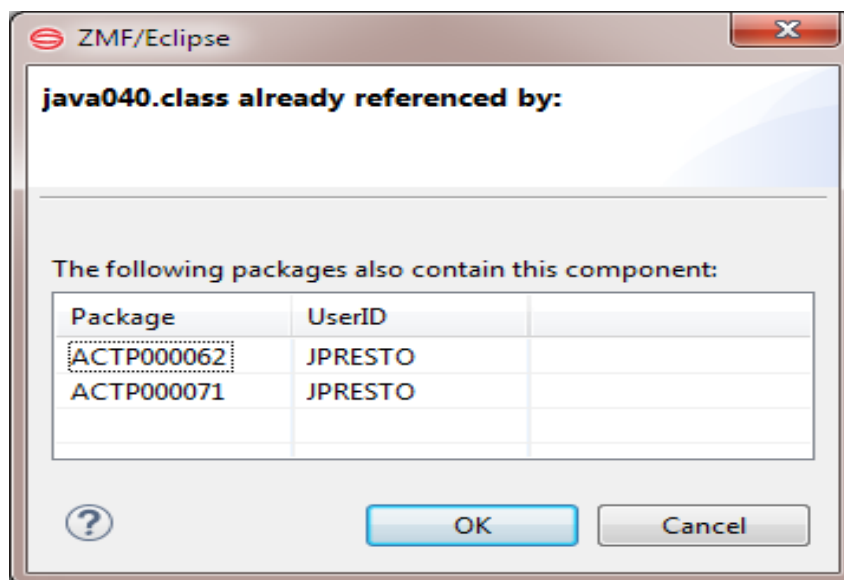 ZMF/Eclipse
java040.class already referenced by:
The following packages also contain this component:
Package UserID
ACTP000062 JPRESTO
ACTP000071 JPRESTO
?
OK Cancel